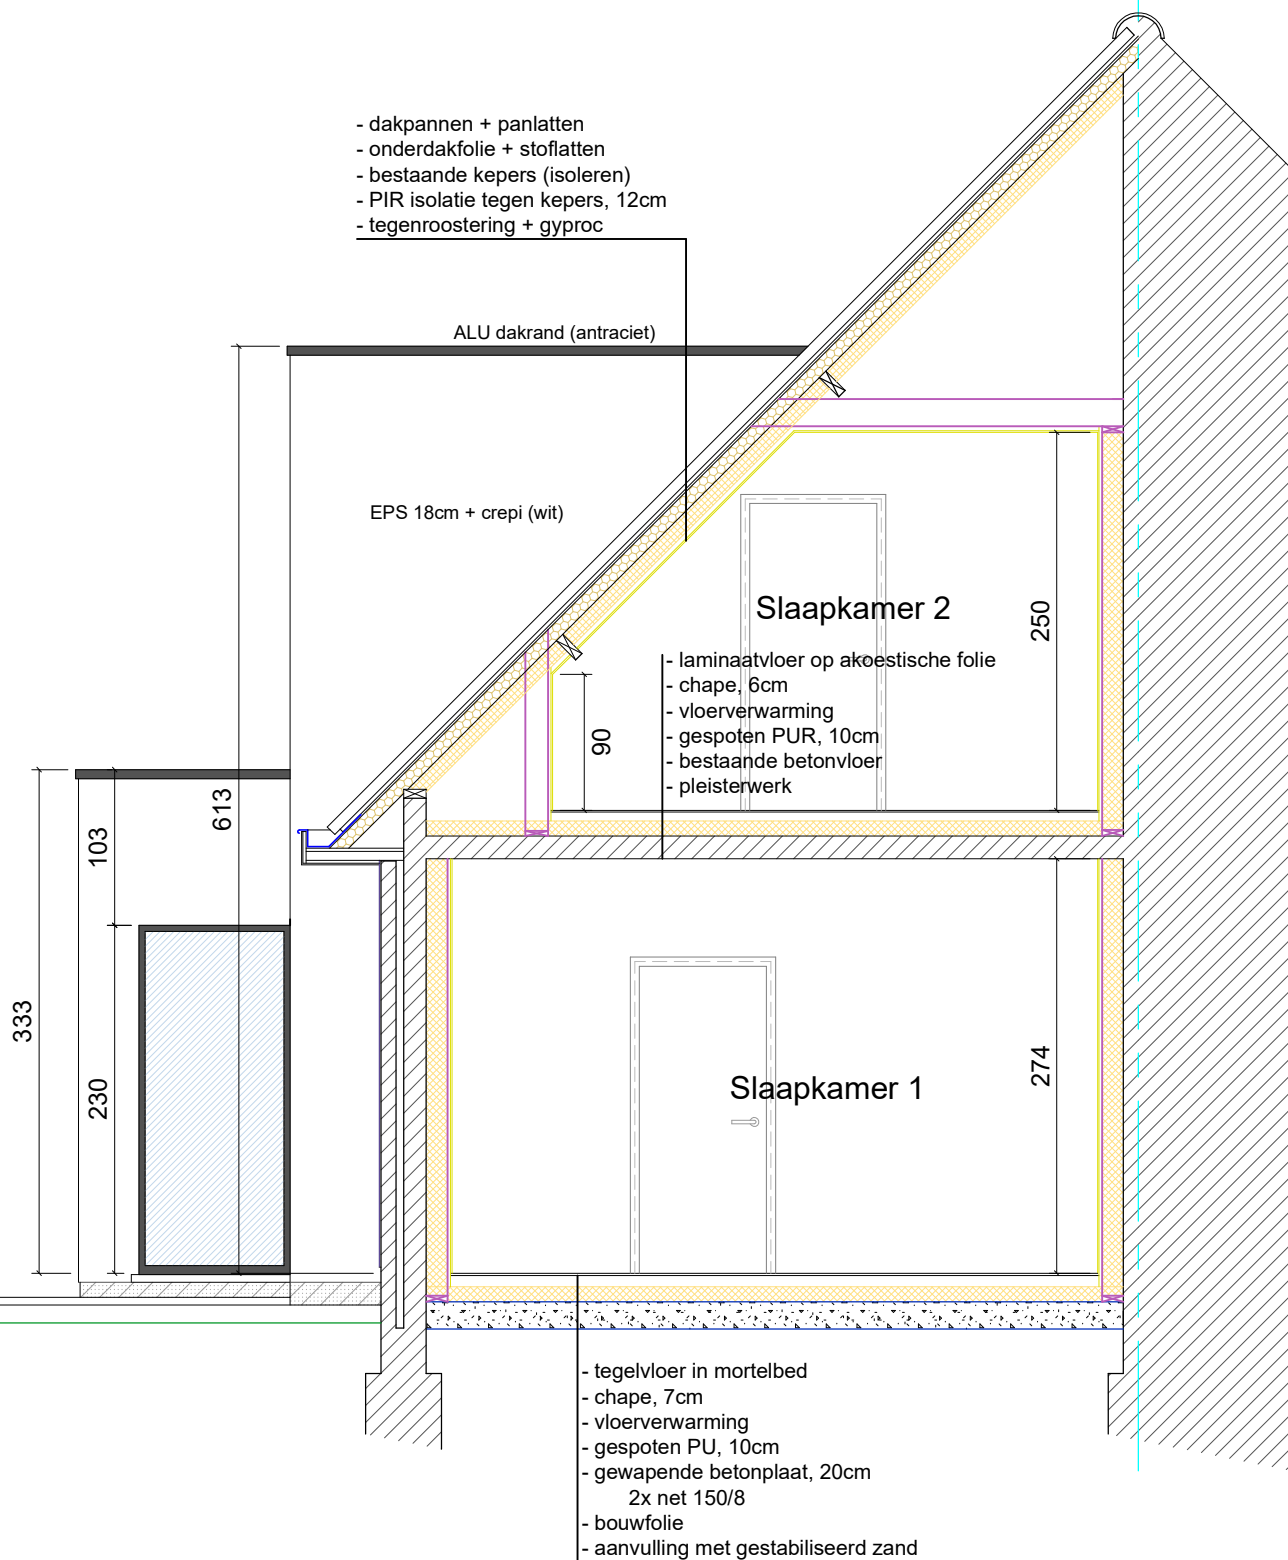 - dakpannen + panlatten
- onderdakfolie + stoflatten
- bestaande kepers (isoleren)
- PIR isolatie tegen kepers, 12cm
- tegenroostering + gyproc
ALU dakrand (antraciet)
EPS 18cm + crepi (wit)
Slaapkamer 2
250
- laminaatvloer op akoestische folie
- chape, 6cm
- vloerverwarming
- gespoten PUR, 10cm
- bestaande betonvloer
- pleisterwerk
90
613
103
333
230
274
Slaapkamer 1
- tegelvloer in mortelbed
- chape, 7cm
- vloerverwarming
- gespoten PU, 10cm
- gewapende betonplaat, 20cm
2x net 150/8
- bouwfolie
- aanvulling met gestabiliseerd zand